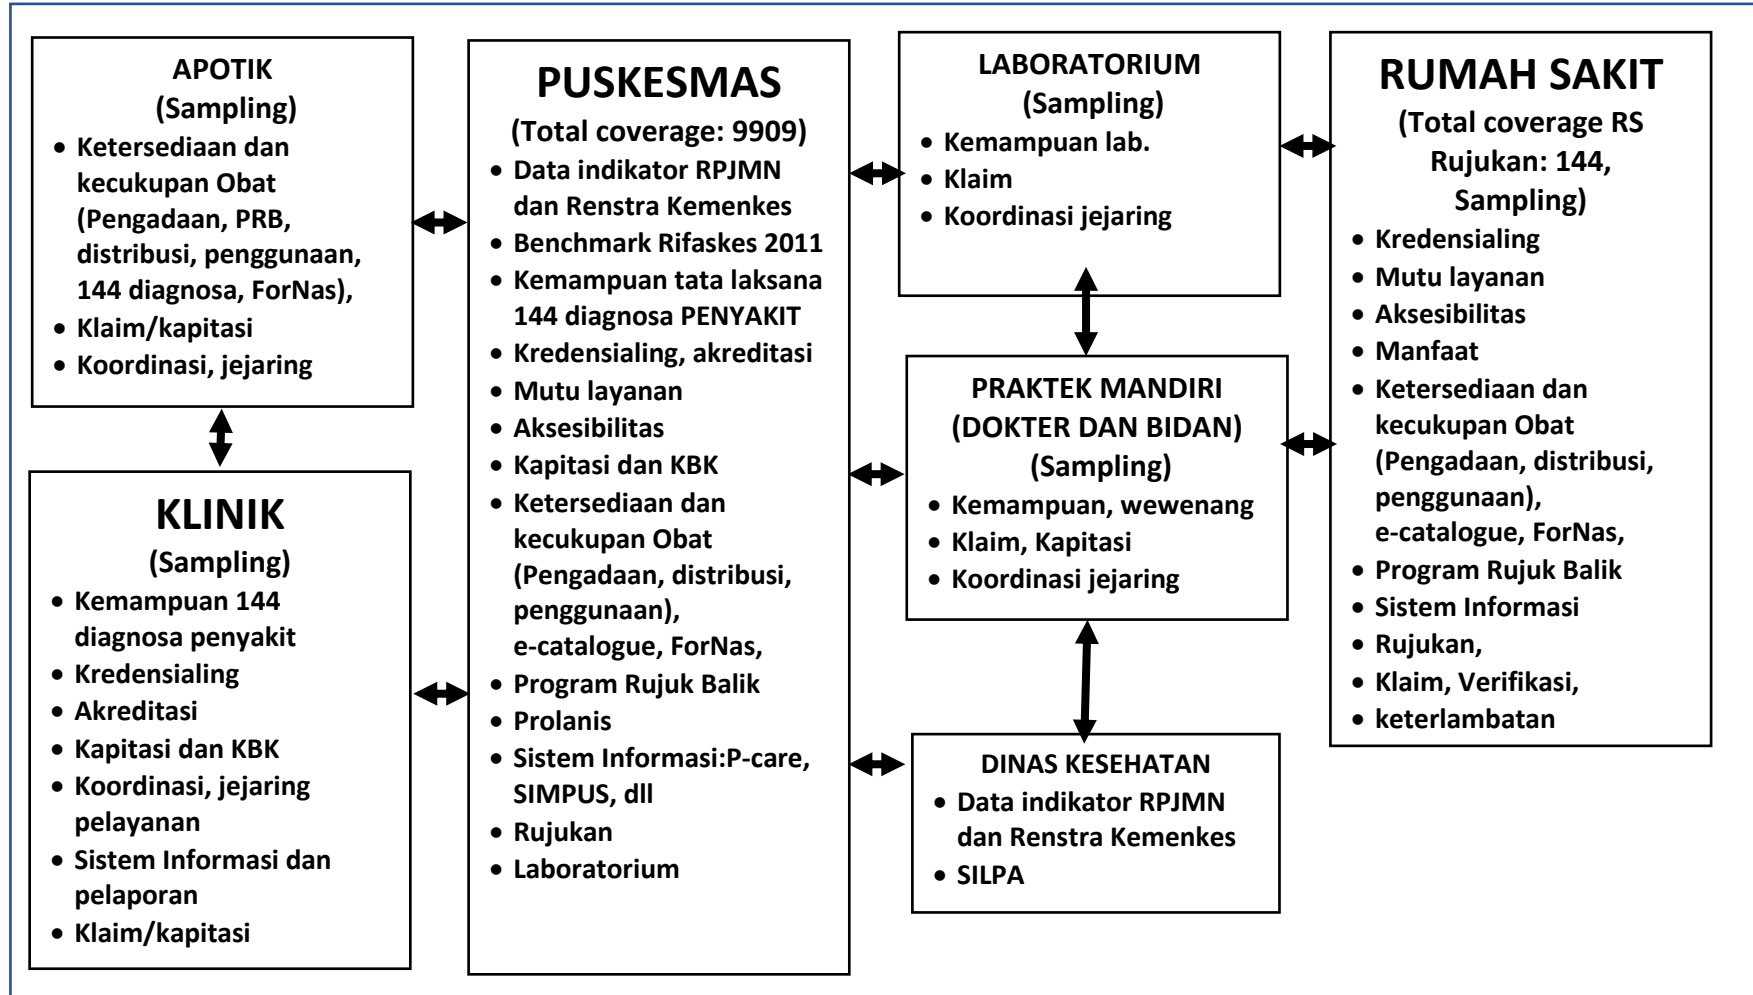 APOTIK
(Sampling)
• Ketersediaan dan
kecukupan Obat
(Pengadaan, PRB,
distribusi, penggunaan,
144 diagnosa, ForNas),
• Klaim/kapitasi
• Koordinasi, jejaring
KLINIK
(Sampling)
• Kemampuan 144
diagnosa penyakit
• Kredensialing
• Akreditasi
• Kapitasi dan KBK
• Koordinasi, jejaring
pelayanan
• Sistem Informasi dan
pelaporan
• Klaim/kapitasi
PUSKESMAS
(Total coverage: 9909)
• Data indikator RPJMN
dan Renstra Kemenkes
• Benchmark Rifaskes 2011
• Kemampuan tata laksana
144 diagnosa PENYAKIT
• Kredensialing, akreditasi
• Mutu layanan
• Aksesibilitas
• Kapitasi dan KBK
• Ketersediaan dan
kecukupan Obat
(Pengadaan, distribusi,
penggunaan),
e-catalogue, ForNas,
• Program Rujuk Balik
• Prolanis
• Sistem Informasi:P-care,
SIMPUS, dll
• Rujukan
• Laboratorium
LABORATORIUM
(Sampling)
• Kemampuan lab.
• Klaim
• Koordinasi jejaring
PRAKTEK MANDIRI
(DOKTER DAN BIDAN)
(Sampling)
• Kemampuan, wewenang
• Klaim, Kapitasi
• Koordinasi jejaring
DINAS KESEHATAN
• Data indikator RPJMN
dan Renstra Kemenkes
• SILPA
RUMAH SAKIT
(Total coverage RS
Rujukan: 144,
Sampling)
• Kredensialing
• Mutu layanan
• Aksesibilitas
• Manfaat
• Ketersediaan dan
kecukupan Obat
(Pengadaan, distribusi,
penggunaan),
e-catalogue, ForNas,
• Program Rujuk Balik
• Sistem Informasi
• Rujukan,
• Klaim, Verifikasi,
• keterlambatan